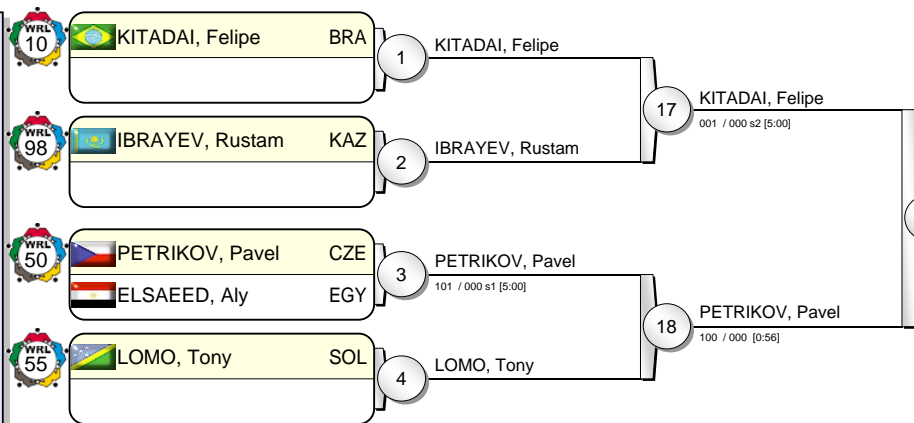 WRL
10
KITADAI, Felipe BRA
1
KITADAI, Felipe
17
KITADAI, Felipe
001 / 000 s2 [5:00]
WRL
98
IBRAYEV, Rustam KAZ
2
IBRAYEV, Rustam
WRL
50
PETRIKOV, Pavel CZE
ELSAEED, Aly EGY
3
PETRIKOV, Pavel
101 / 000 s1 [5:00]
18
PETRIKOV, Pavel
100 / 000 [0:56]
WRL
55
LOMO, Tony SOL
4
LOMO, Tony